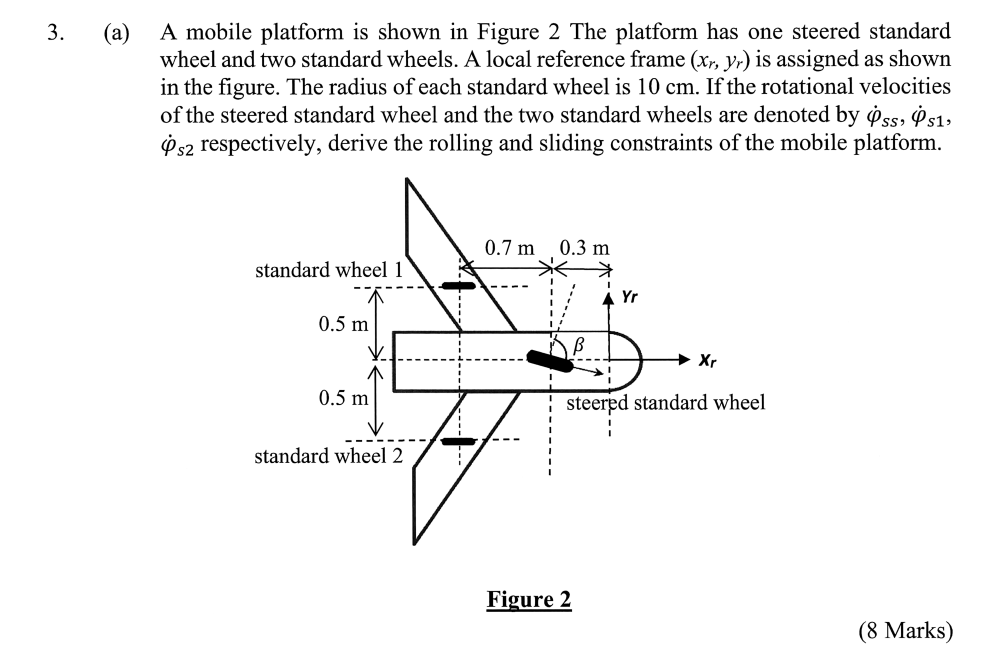 3. (a) A mobile platform is shown in Figure 2 The platform has one steered standard
wheel and two standard wheels. A local reference frame (xᵣ, yᵣ) is assigned as shown
in the figure. The radius of each standard wheel is 10 cm. If the rotational velocities
of the steered standard wheel and the two standard wheels are denoted by φ̇ss, φ̇s1,
φ̇s2 respectively, derive the rolling and sliding constraints of the mobile platform.
0.7 m 0.3 m
standard wheel 1
Yr
0.5 m
β
Xr
0.5 m
steered standard wheel
standard wheel 2
Figure 2
(8 Marks)